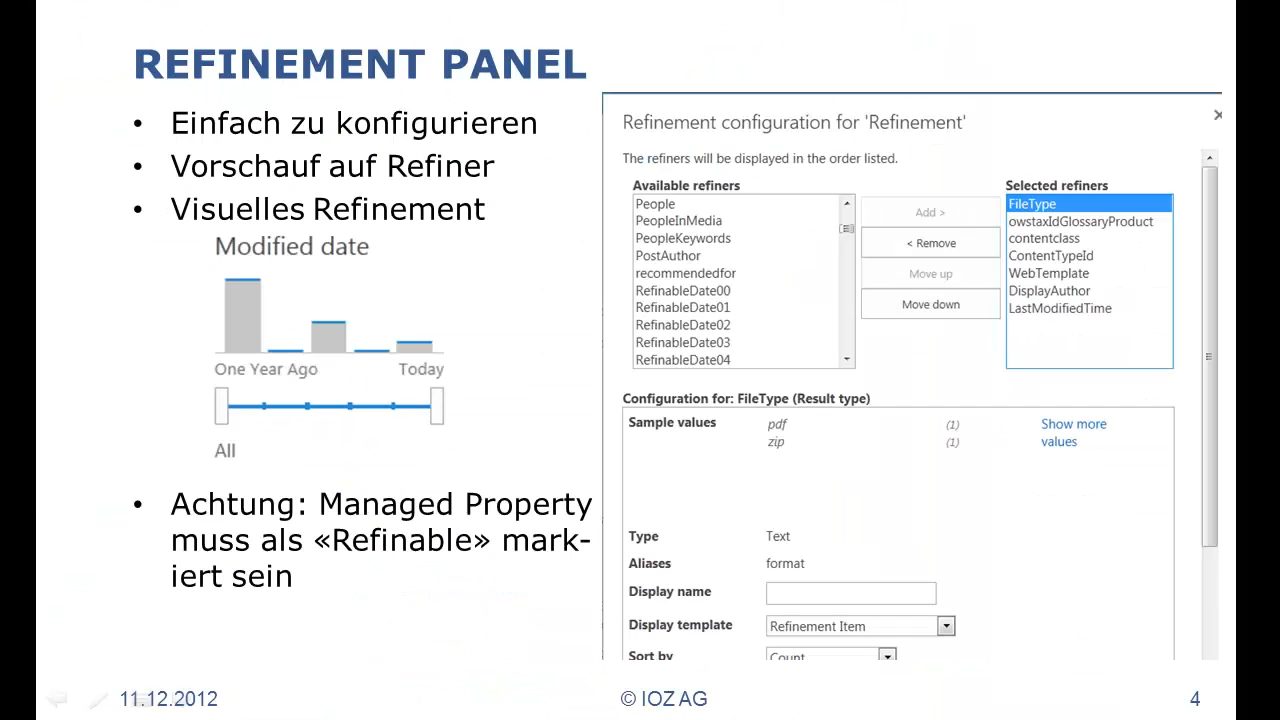 REFINEMENT PANEL
• Einfach zu konfigurieren
• Vorschauf auf Refiner
• Visuelles Refinement
Modified date
One Year Ago Today
All
• Achtung: Managed Property
muss als «Refinable» mark-
iert sein
Refinement configuration for 'Refinement'
The refiners will be displayed in the order listed.
Available refiners
People
PeopleInMedia
PeopleKeywords
PostAuthor
recommendedfor
RefinableDate00
RefinableDate01
RefinableDate02
RefinableDate03
RefinableDate04
Add >
< Remove
Move up
Move down
Selected refiners
FileType
owstaxIdGlossaryProduct
contentclass
ContentTypeId
WebTemplate
DisplayAuthor
LastModifiedTime
Configuration for: FileType (Result type)
Sample values pdf (1) Show more
zip (1) values
Type Text
Aliases format
Display name
Display template Refinement Item
Sort by Count
11.12.2012 © IOZ AG 4